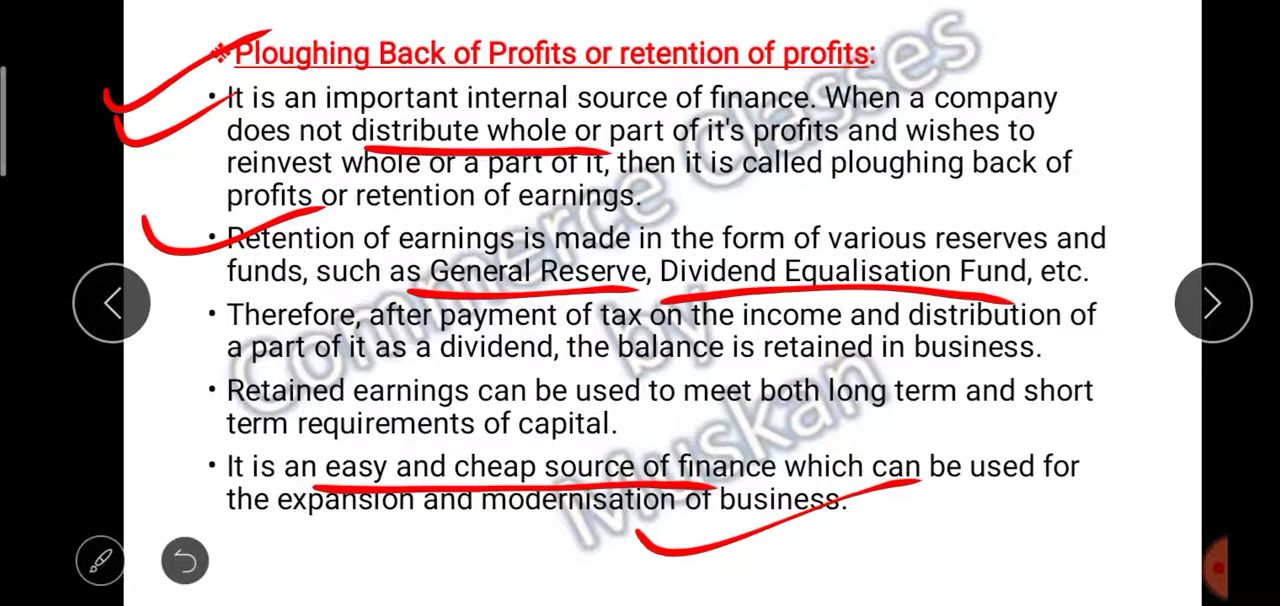 ❖Ploughing Back of Profits or retention of profits:
• It is an important internal source of finance. When a company
does not distribute whole or part of it's profits and wishes to
reinvest whole or a part of it, then it is called ploughing back of
profits or retention of earnings.
• Retention of earnings is made in the form of various reserves and
funds, such as General Reserve, Dividend Equalisation Fund, etc.
• Therefore, after payment of tax on the income and distribution of
a part of it as a dividend, the balance is retained in business.
• Retained earnings can be used to meet both long term and short
term requirements of capital.
• It is an easy and cheap source of finance which can be used for
the expansion and modernisation of business.
Commerce Classes
by
Muskan